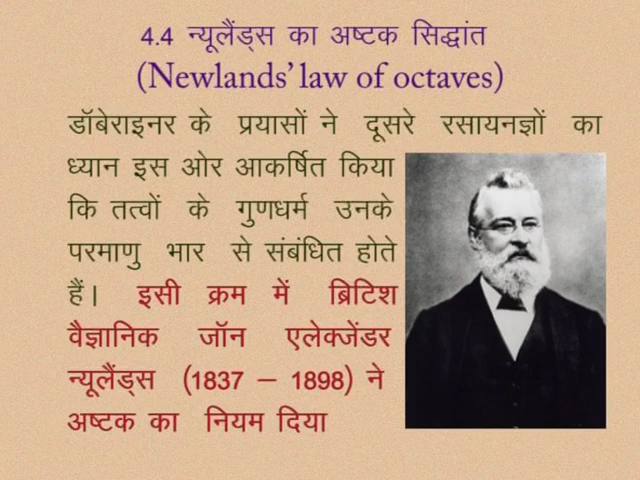 4.4 न्यूलैंड्स का अष्टक सिद्धांत
(Newlands' law of octaves)
डॉबेराइनर के प्रयासों ने दूसरे रसायनज्ञों का
ध्यान इस ओर आकर्षित किया
कि तत्वों के गुणधर्म उनके
परमाणु भार से संबंधित होते
हैं। इसी क्रम में ब्रिटिश
वैज्ञानिक जॉन एलेक्जेंडर
न्यूलैंड्स (1837 – 1898) ने
अष्टक का नियम दिया